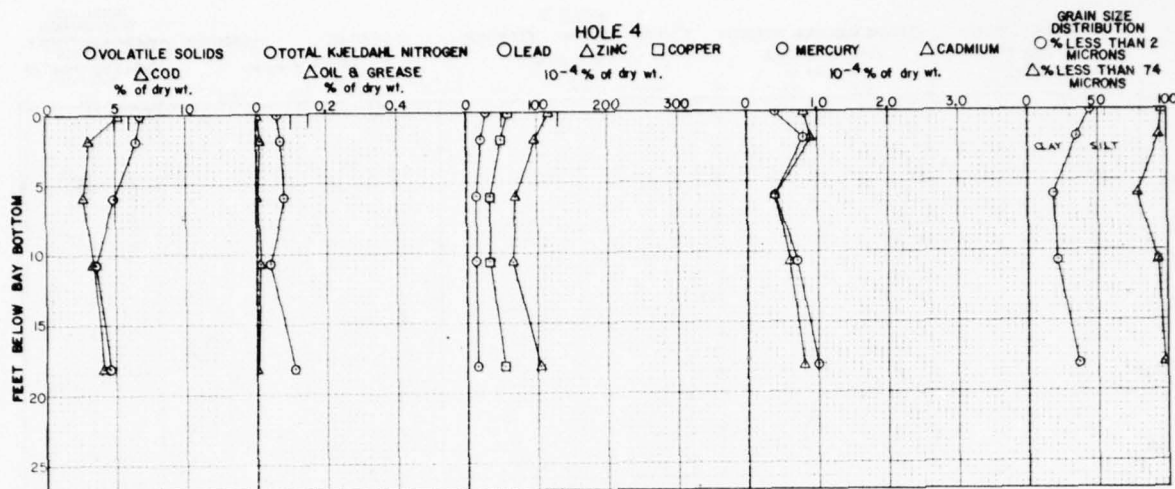 HOLE 4
○ VOLATILE SOLIDS
△ COD
% of dry wt.
○ TOTAL KJELDAHL NITROGEN
△ OIL & GREASE
% of dry wt.
○ LEAD △ ZINC □ COPPER
10⁻⁴ % of dry wt.
○ MERCURY △ CADMIUM
10⁻⁴ % of dry wt.
GRAIN SIZE
DISTRIBUTION
○ % LESS THAN 2
MICRONS
△ % LESS THAN 74
MICRONS
0 5 10
0 0.2 0.4
0 100 200 300
0 1.0 2.0 3.0
0 50 100
CLAY SILT
FEET BELOW BAY BOTTOM
0
5
10
15
20
25